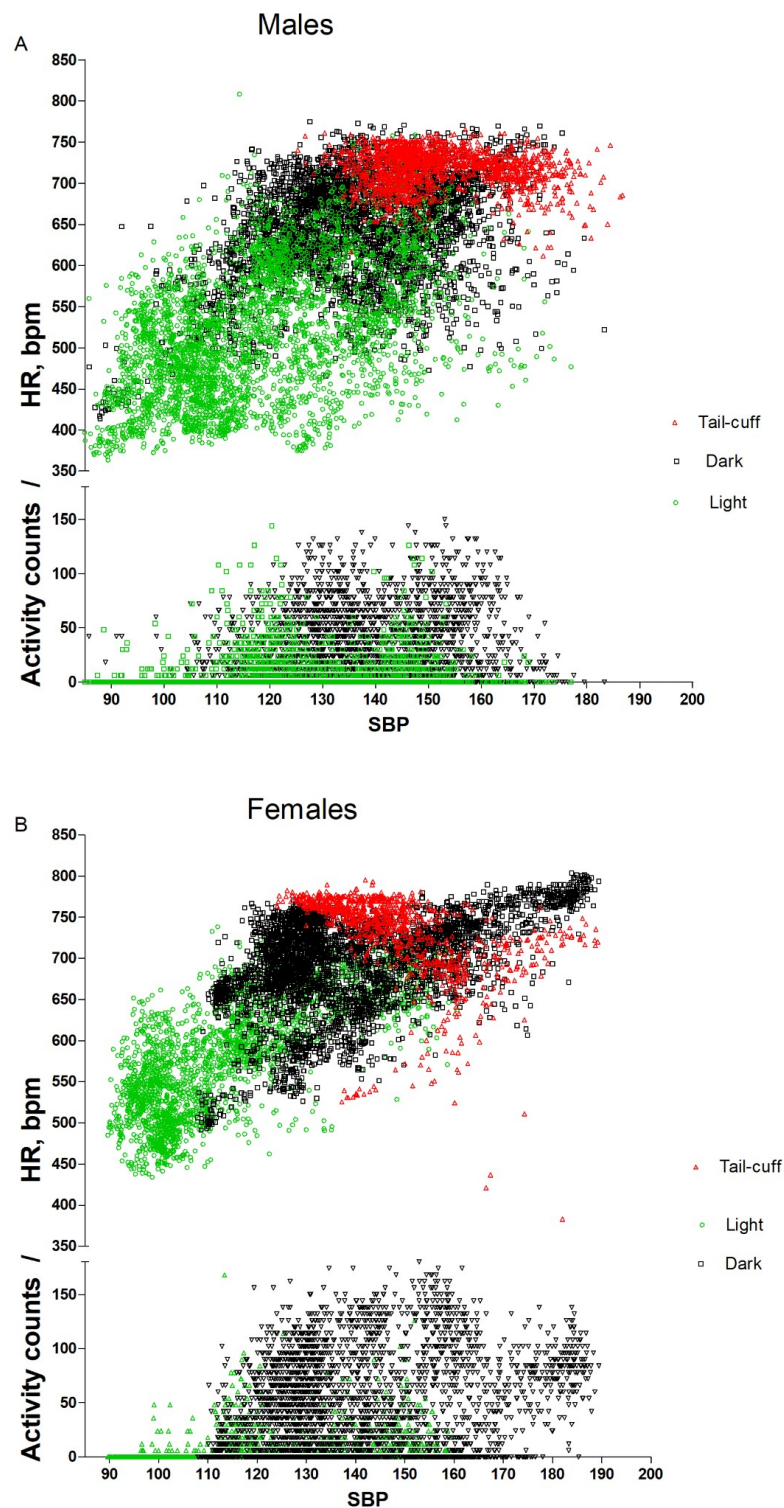 Males
A
850
800
750
700
650
600
550
500
450
400
350
HR, bpm
Tail-cuff
Dark
Light
150
100
50
0
Activity counts /
90 100 110 120 130 140 150 160 170 180 190 200
SBP
Females
B
850
800
750
700
650
600
550
500
450
400
350
HR, bpm
Tail-cuff
Light
Dark
150
100
50
0
Activity counts /
90 100 110 120 130 140 150 160 170 180 190 200
SBP